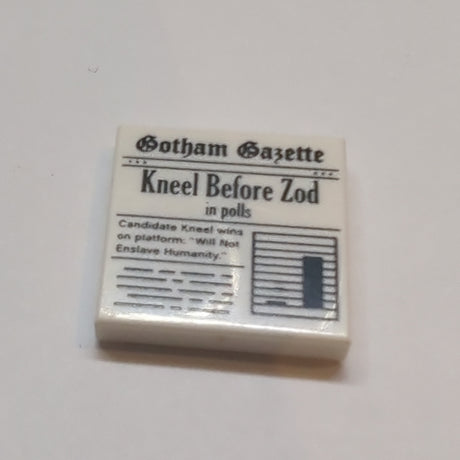 Gotham Gazette
Kneel Before Zod
in polls
Candidate Kneel wins
on platform: "Will Not
Enslave Humanity."